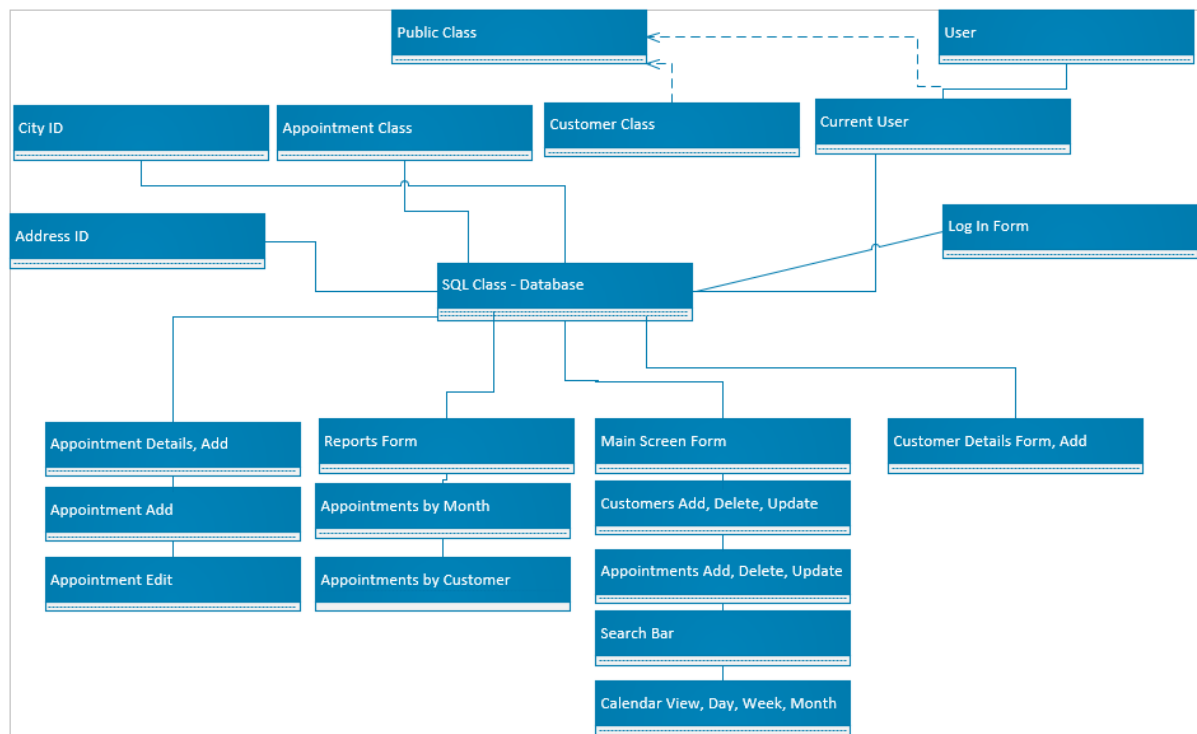 Public Class
User
City ID
Appointment Class
Customer Class
Current User
Address ID
Log In Form
SQL Class - Database
Appointment Details, Add
Reports Form
Main Screen Form
Customer Details Form, Add
Appointment Add
Appointments by Month
Customers Add, Delete, Update
Appointment Edit
Appointments by Customer
Appointments Add, Delete, Update
Search Bar
Calendar View, Day, Week, Month